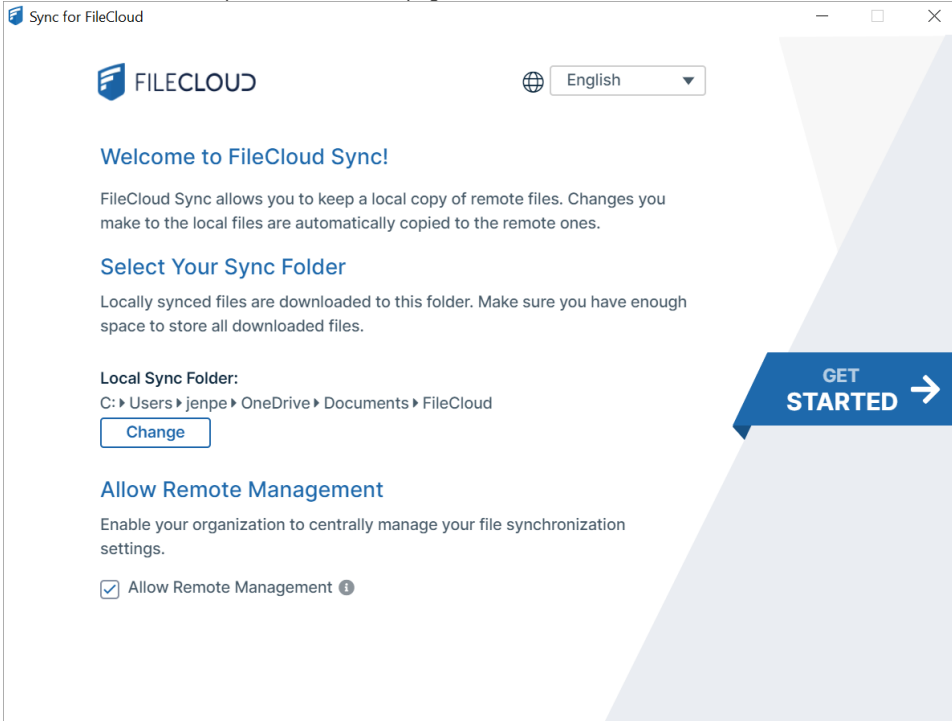 Sync for FileCloud
FILECLOUD
English
Welcome to FileCloud Sync!
FileCloud Sync allows you to keep a local copy of remote files. Changes you
make to the local files are automatically copied to the remote ones.
Select Your Sync Folder
Locally synced files are downloaded to this folder. Make sure you have enough
space to store all downloaded files.
Local Sync Folder:
C: Users jenpe OneDrive Documents FileCloud
Change
GET
STARTED
Allow Remote Management
Enable your organization to centrally manage your file synchronization
settings.
Allow Remote Management